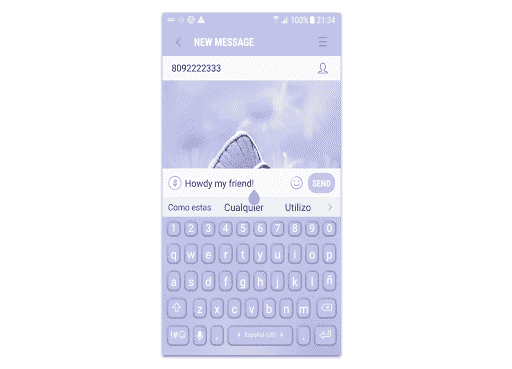 100% 21:34
NEW MESSAGE
8092222333
Howdy my friend! SEND
Como estas Cualquier Utilizo
1 2 3 4 5 6 7 8 9 0
q w e r t y u i o p
a s d f g h j k l ñ
z x c v b n m
!#☺ , Español (US) .